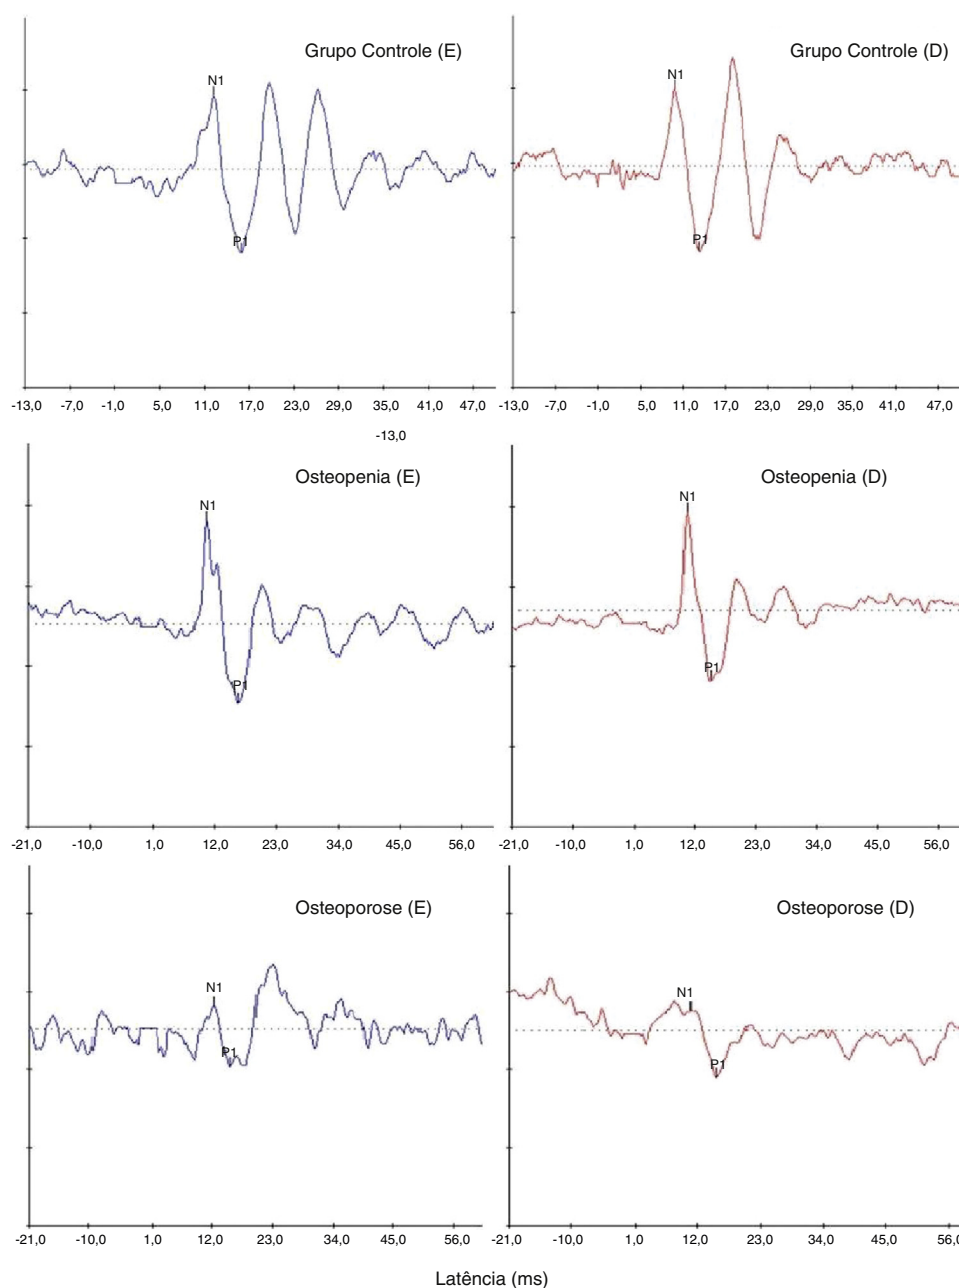 Grupo Controle (E)
Grupo Controle (D)
N1
N1
P1
P1
-13,0 -7,0 -1,0 5,0 11,0 17,0 23,0 29,0 35,0 41,0 47,0
-13,0 -7,0 -1,0 5,0 11,0 17,0 23,0 29,0 35,0 41,0 47,0
-13,0
Osteopenia (E)
Osteopenia (D)
N1
N1
P1
P1
-21,0 -10,0 1,0 12,0 23,0 34,0 45,0 56,0
-21,0 -10,0 1,0 12,0 23,0 34,0 45,0 56,0
Osteoporose (E)
Osteoporose (D)
N1
N1
P1
P1
-21,0 -10,0 1,0 12,0 23,0 34,0 45,0 56,0
-21,0 -10,0 1,0 12,0 23,0 34,0 45,0 56,0
Latência (ms)